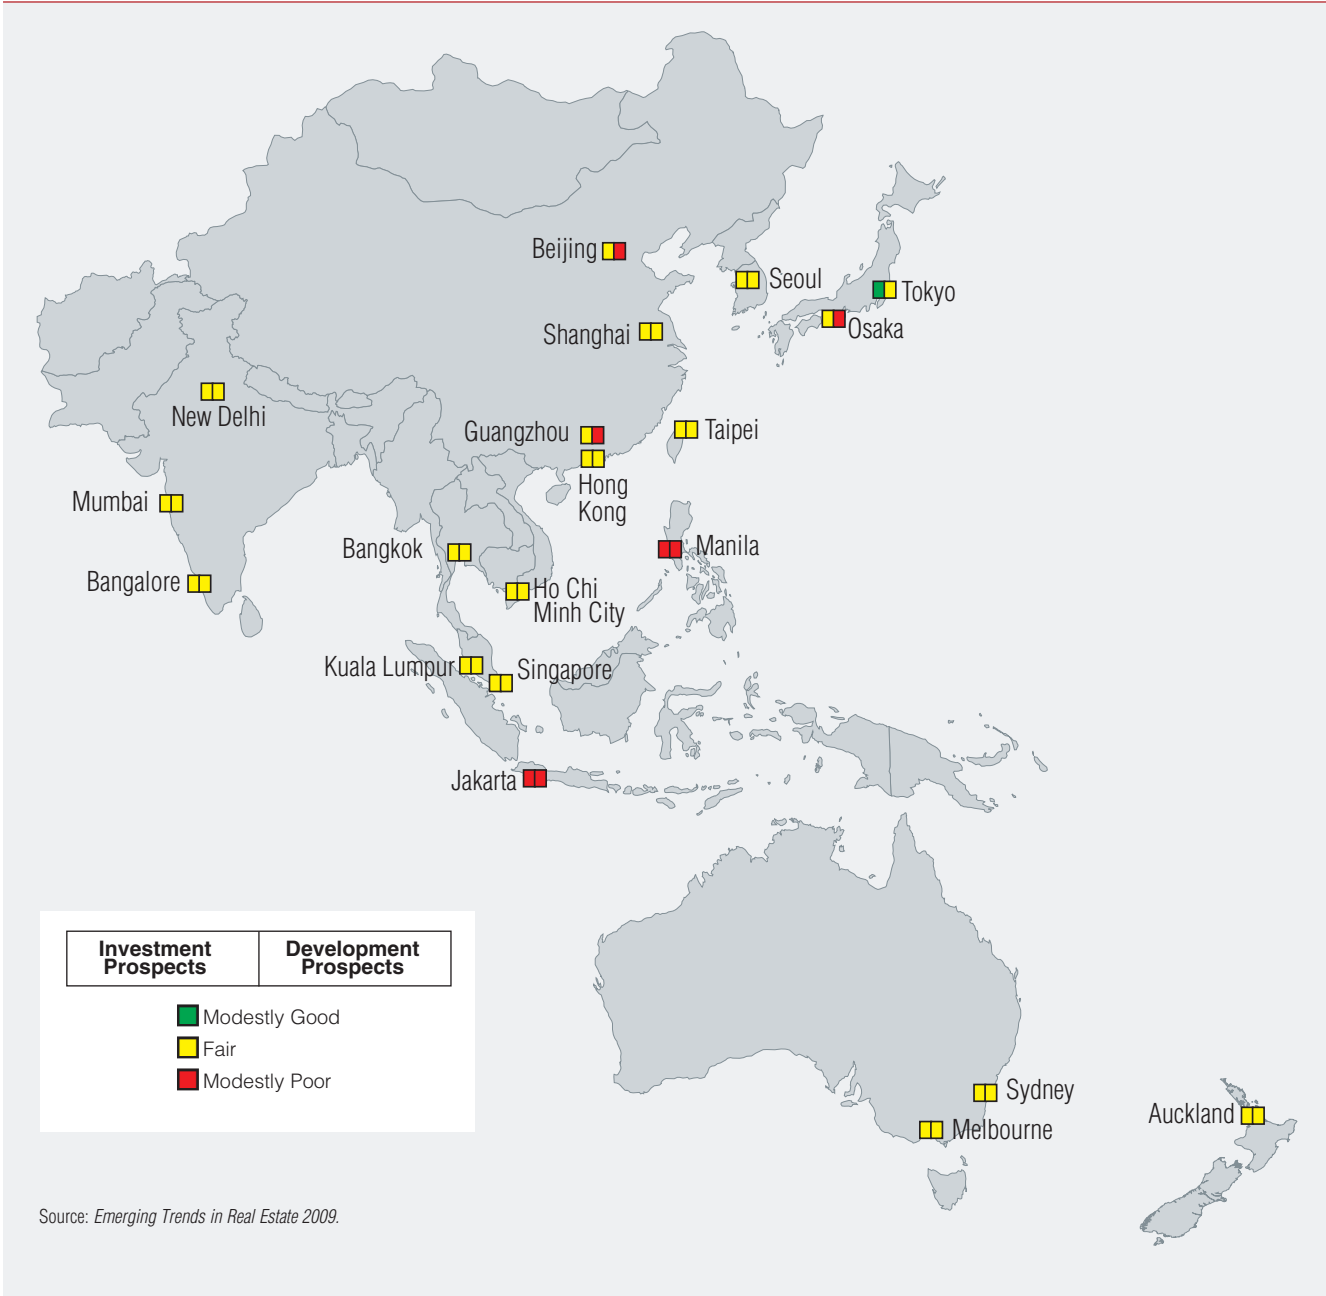 Beijing
Seoul
Tokyo
Shanghai
Osaka
New Delhi
Guangzhou
Taipei
Hong
Kong
Mumbai
Bangkok
Manila
Bangalore
Ho Chi
Minh City
Kuala Lumpur
Singapore
Jakarta
Investment
Prospects
Development
Prospects
Modestly Good
Fair
Modestly Poor
Sydney
Auckland
Melbourne
Source: Emerging Trends in Real Estate 2009.